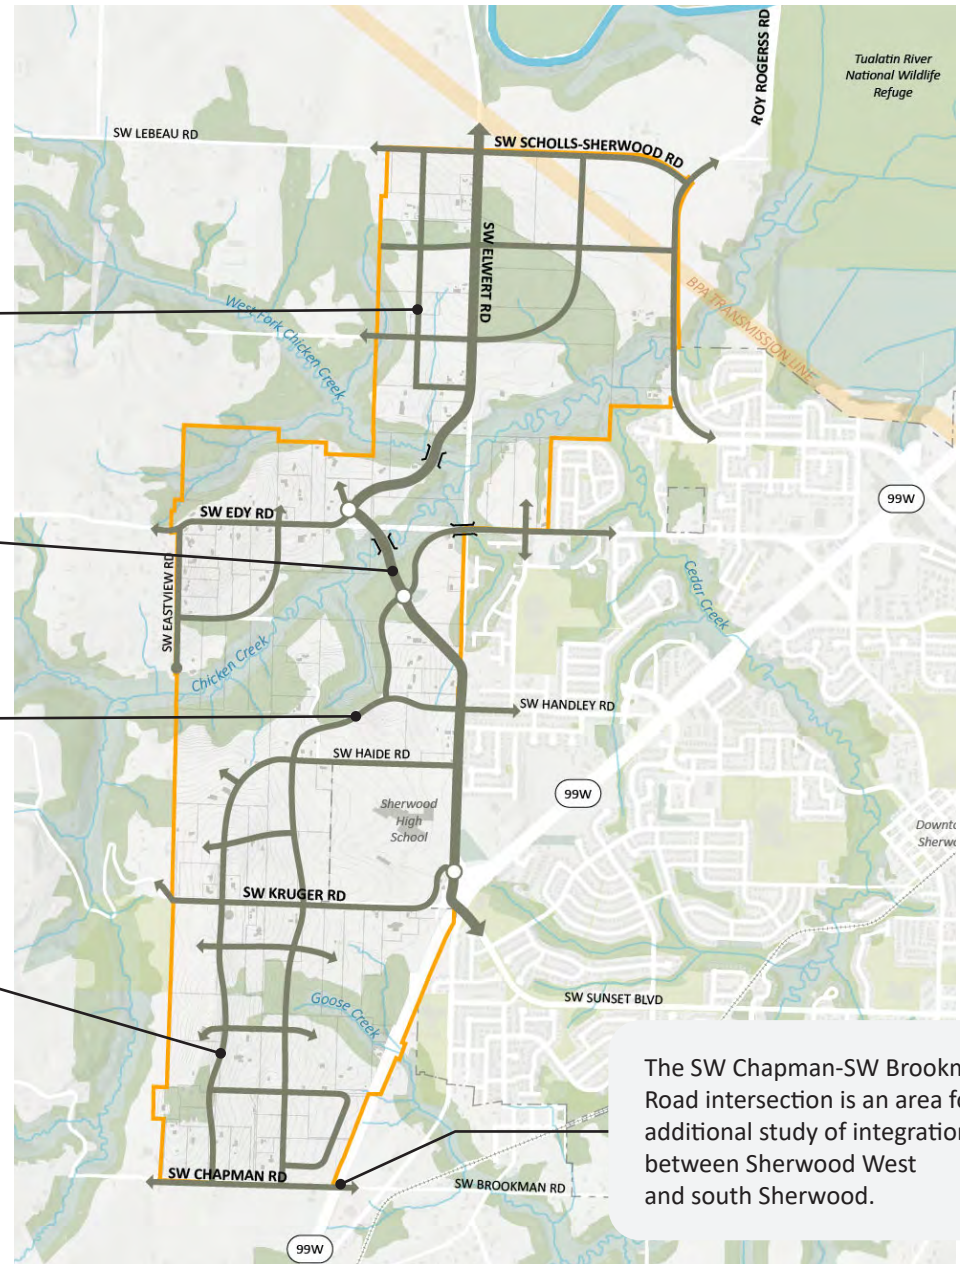 Tualatin River
National Wildlife
Refuge
ROY ROGERSS RD
SW LEBEAU RD
SW SCHOLLS-SHERWOOD RD
SW ELWERT RD
BPA TRANSMISSION LINE
West Fork Chicken Creek
99W
SW EDY RD
SW EASTVIEW RD
Cedar Creek
Chicken Creek
SW HANDLEY RD
SW HAIDE RD
99W
Sherwood
High
School
SW KRUGER RD
Goose Creek
SW SUNSET BLVD
The SW Chapman-SW
Road intersection is an area
additional study of integration
between Sherwood West
and south Sherwood.
SW CHAPMAN RD
SW BROOKMAN RD
99W